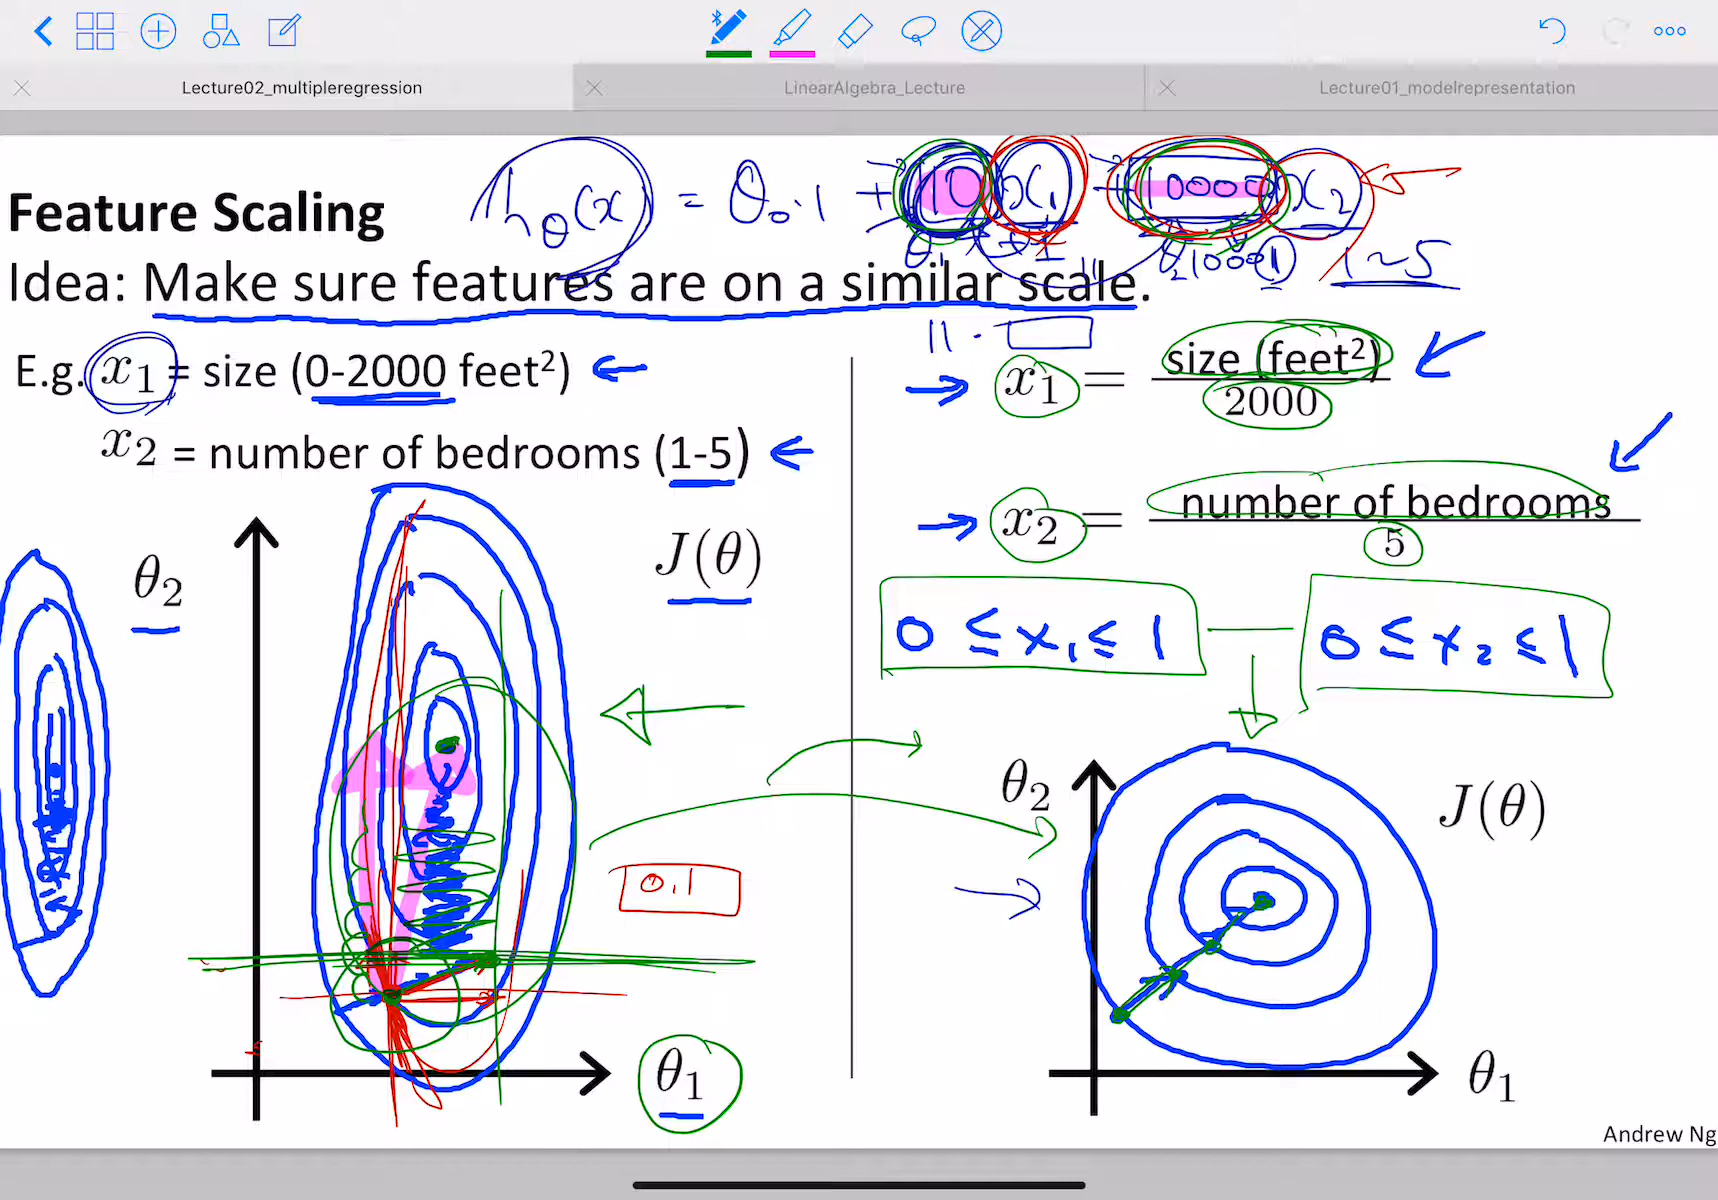 Lecture02_multipleregression
LinearAlgebra_Lecture
Lecture01_modelrepresentation
Feature Scaling
hθ(x) = θ₀·1 + 10 x₁ + 10000 x₂
1~5
Idea: Make sure features are on a similar scale.
11·
E.g. x₁ = size (0-2000 feet²)
x₂ = number of bedrooms (1-5)
x₁ = size (feet²)
2000
x₂ = number of bedrooms
5
θ₂
J(θ)
0 ≤ x₁ ≤ 1
0 ≤ x₂ ≤ 1
0.1
θ₁
θ₂
J(θ)
θ₁
Andrew Ng